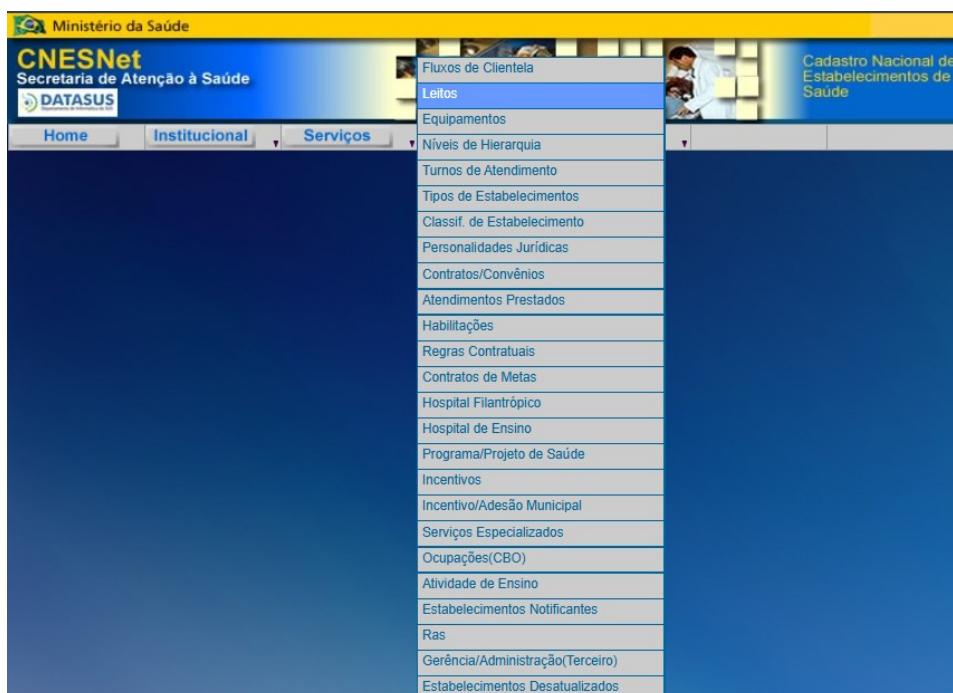 Ministério da Saúde
CNESNet
Secretaria de Atenção à Saúde
DATASUS
Cadastro Nacional de
Estabelecimentos de
Saúde
Home
Institucional
Serviços
Fluxos de Clientela
Leitos
Equipamentos
Níveis de Hierarquia
Turnos de Atendimento
Tipos de Estabelecimentos
Classif. de Estabelecimento
Personalidades Jurídicas
Contratos/Convênios
Atendimentos Prestados
Habilitações
Regras Contratuais
Contratos de Metas
Hospital Filantrópico
Hospital de Ensino
Programa/Projeto de Saúde
Incentivos
Incentivo/Adesão Municipal
Serviços Especializados
Ocupações(CBO)
Atividade de Ensino
Estabelecimentos Notificantes
Ras
Gerência/Administração(Terceiro)
Estabelecimentos Desatualizados